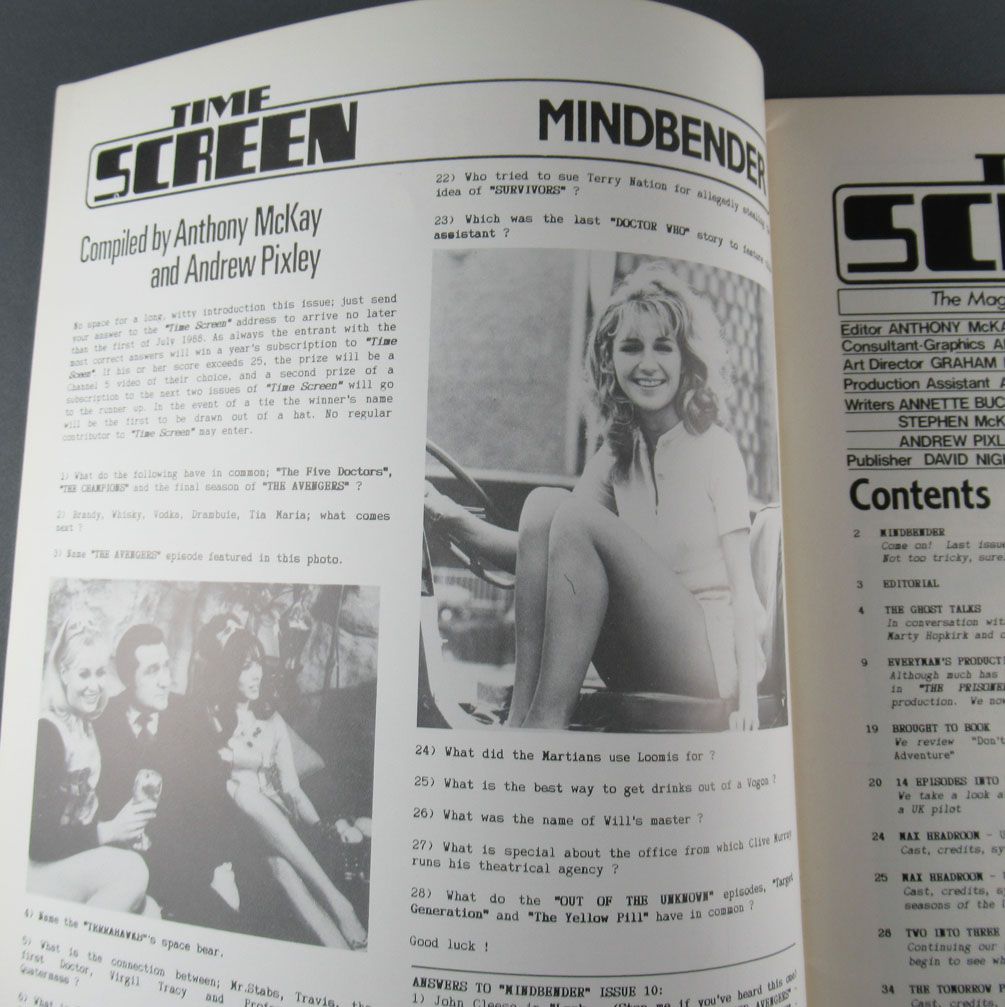 TIME
SCREEN
MINDBENDER
Compiled by Anthony McKay
and Andrew Pixley
No space for a long, witty introduction this issue; just send
your answer to the "Time Screen" address to arrive no later
than the first of July 1988. As always the entrant with the
most correct answers will win a year's subscription to "Time
Screen" if his or her score exceeds 25, the prize will be a
Channel 5 video of their choice, and a second prize of a
subscription to the next two issues of "Time Screen" will go
to the runner up. In the event of a tie the winner's name
will be the first to be drawn out of a hat. No regular
contributor to "Time Screen" may enter.
1) What do the following have in common; "The Five Doctors",
"THE CHAMPIONS" and the final season of "THE AVENGERS" ?
2) Brandy, Whisky, Vodka, Drambuie, Tia Maria; what comes
next ?
3) Name "THE AVENGERS" episode featured in this photo.
4) Name the "TERRAHAWKS"'s space bear.
5) What is the connection between; Mr.Stabs, Travis, the
first Doctor, Virgil Tracy and
Quatermass ?
6) What
22) Who tried to sue Terry Nation for allegedly stealing
idea of "SURVIVORS" ?
23) Which was the last "DOCTOR WHO" story to feature
assistant ?
24) What did the Martians use Loomis for ?
25) What is the best way to get drinks out of a Vogon ?
26) What was the name of Will's master ?
27) What is special about the office from which Clive Murray
runs his theatrical agency ?
28) What do the "OUT OF THE UNKNOWN" episodes, "Target
Generation" and "The Yellow Pill" have in common ?
Good luck !
ANSWERS TO "MINDBENDER" ISSUE 10:
1) John Cleese in me if you've heard this one)
The Mag
Editor ANTHONY McKA
Consultant-Graphics A
Art Director GRAHAM
Production Assistant A
Writers ANNETTE BUC
STEPHEN McK
ANDREW PIXL
Publisher DAVID NIG
Contents
2 MINDBENDER
Come on! Last issue
Not too tricky, sure
3 EDITORIAL
4 THE GHOST TALKS
In conversation wit
Marty Hopkirk and
9 EVERYMAN'S PRODUCTI
Although much has
in "THE PRISONER
production. We now
19 BROUGHT TO BOOK
We review "Don't
Adventure"
20 14 EPISODES INTO
We take a look a
a UK pilot
24 MAX HEADROOM - U
Cast, credits, sy
25 MAX HEADROOM -
Cast, credits, s
seasons of the
28 TWO INTO THREE
Continuing our
begin to see wh
34 THE TOMORROW
Cast, credits